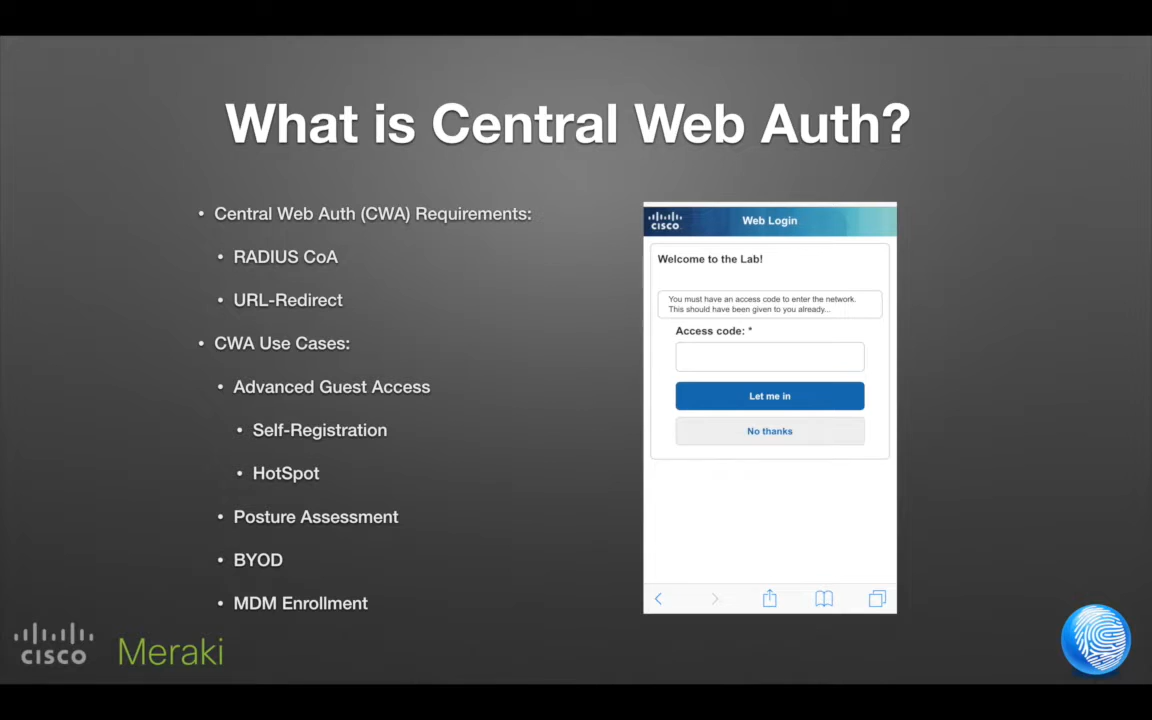 What is Central Web Auth?
• Central Web Auth (CWA) Requirements:
• RADIUS CoA
• URL-Redirect
• CWA Use Cases:
• Advanced Guest Access
• Self-Registration
• HotSpot
• Posture Assessment
• BYOD
• MDM Enrollment
CISCO
Web Login
Welcome to the Lab!
You must have an access code to enter the network.
This should have been given to you already...
Access code: *
Let me in
No thanks
CISCO Meraki